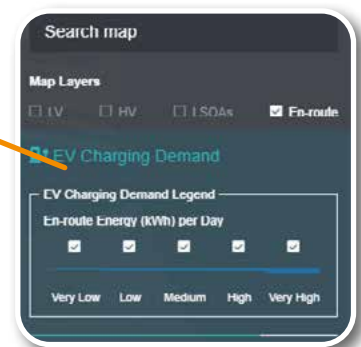 Search map
Map Layers
LV HV LSOAs En-route
EV Charging Demand
EV Charging Demand Legend
En-route Energy (kWh) per Day
Very Low Low Medium High Very High